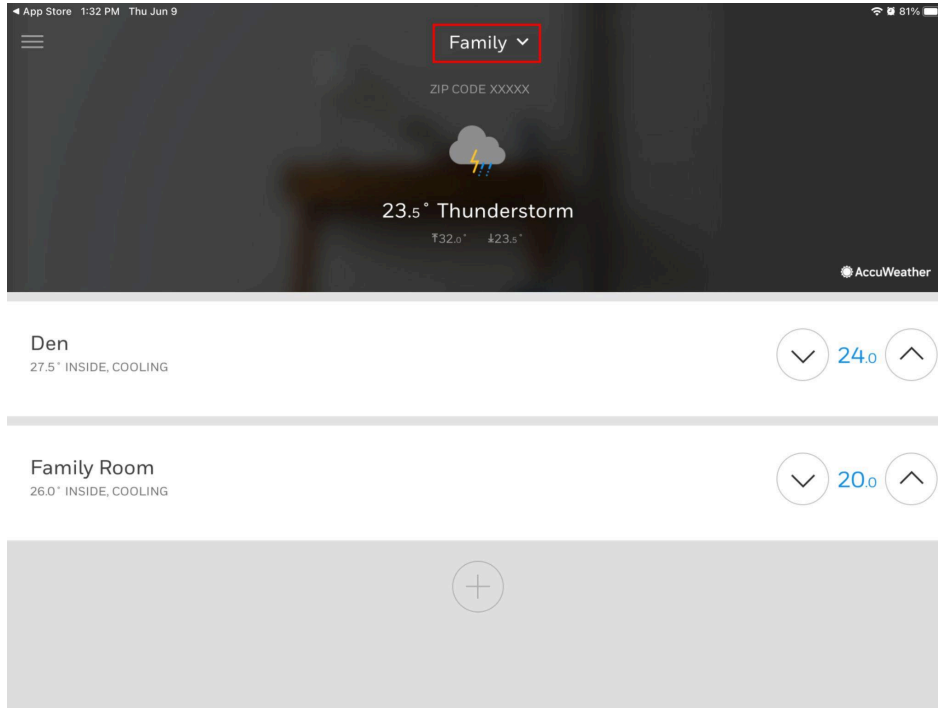 App Store 1:32 PM Thu Jun 9 81%
Family
ZIP CODE XXXXX
23.5° Thunderstorm
32.0° 23.5°
AccuWeather
Den
27.5° INSIDE, COOLING
24.0
Family Room
26.0° INSIDE, COOLING
20.0